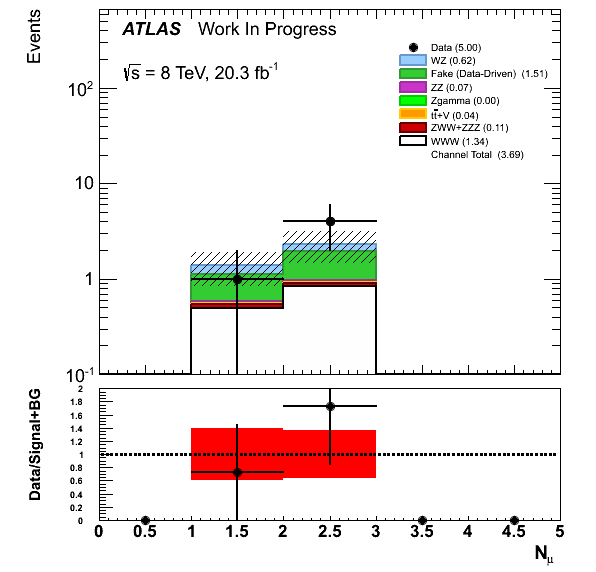 Events
ATLAS Work In Progress
√s = 8 TeV, 20.3 fb-1
Data (5.00)
WZ (0.62)
Fake (Data-Driven) (1.51)
ZZ (0.07)
Zgamma (0.00)
tt+V (0.04)
ZWW+ZZZ (0.11)
WWW (1.34)
Channel Total (3.69)
102
10
1
10-1
Data/Signal+BG
2
1.8
1.6
1.4
1.2
1
0.8
0.6
0.4
0.2
0
0 0.5 1 1.5 2 2.5 3 3.5 4 4.5 5
Nμ